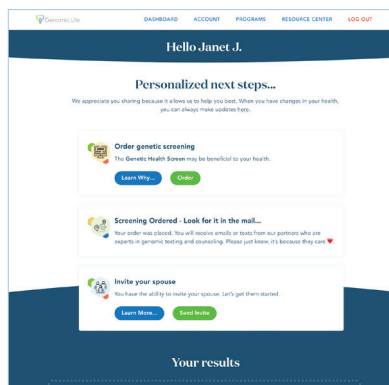 Genomic Life
DASHBOARD ACCOUNT PROGRAMS RESOURCE CENTER LOG OUT
Hello Janet J.
Personalized next steps...
We appreciate you sharing because it allows us to help you best. When you have changes in your health,
you can always make updates here.
Order genetic screening
The Genetic Health Screen may be beneficial to your health.
Learn Why... Order
Screening Ordered - Look for it in the mail...
Your order was placed. You will receive emails or texts from our partners who are
experts in genomic testing and counseling. Please just know, it's because they care ❤
Invite your spouse
You have the ability to invite your spouse. Let's get them started.
Learn More... Send Invite
Your results